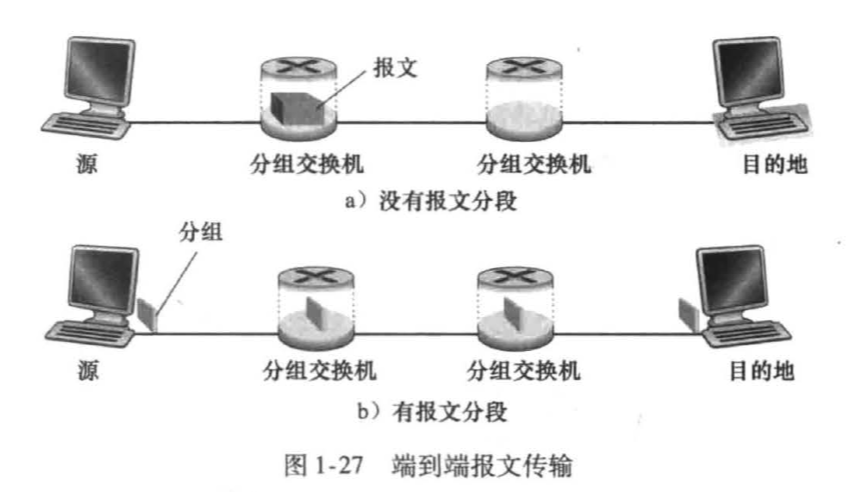 报文
源
分组交换机
分组交换机
目的地
a）没有报文分段
分组
源
分组交换机
分组交换机
目的地
b）有报文分段
图 1-27 端到端报文传输